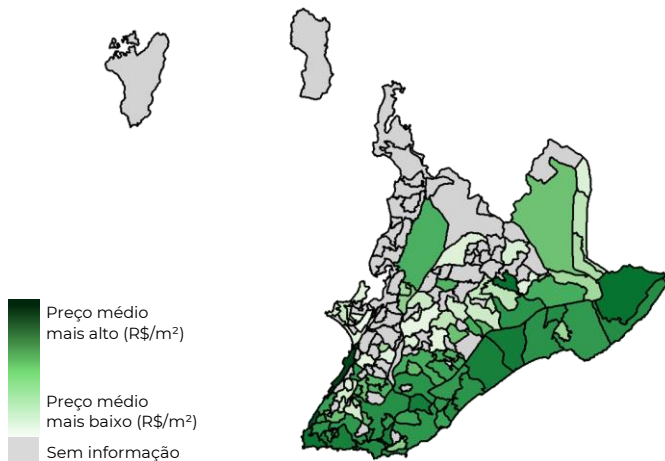 Preço médio
mais alto (R$/m²)
Preço médio
mais baixo (R$/m²)
Sem informação